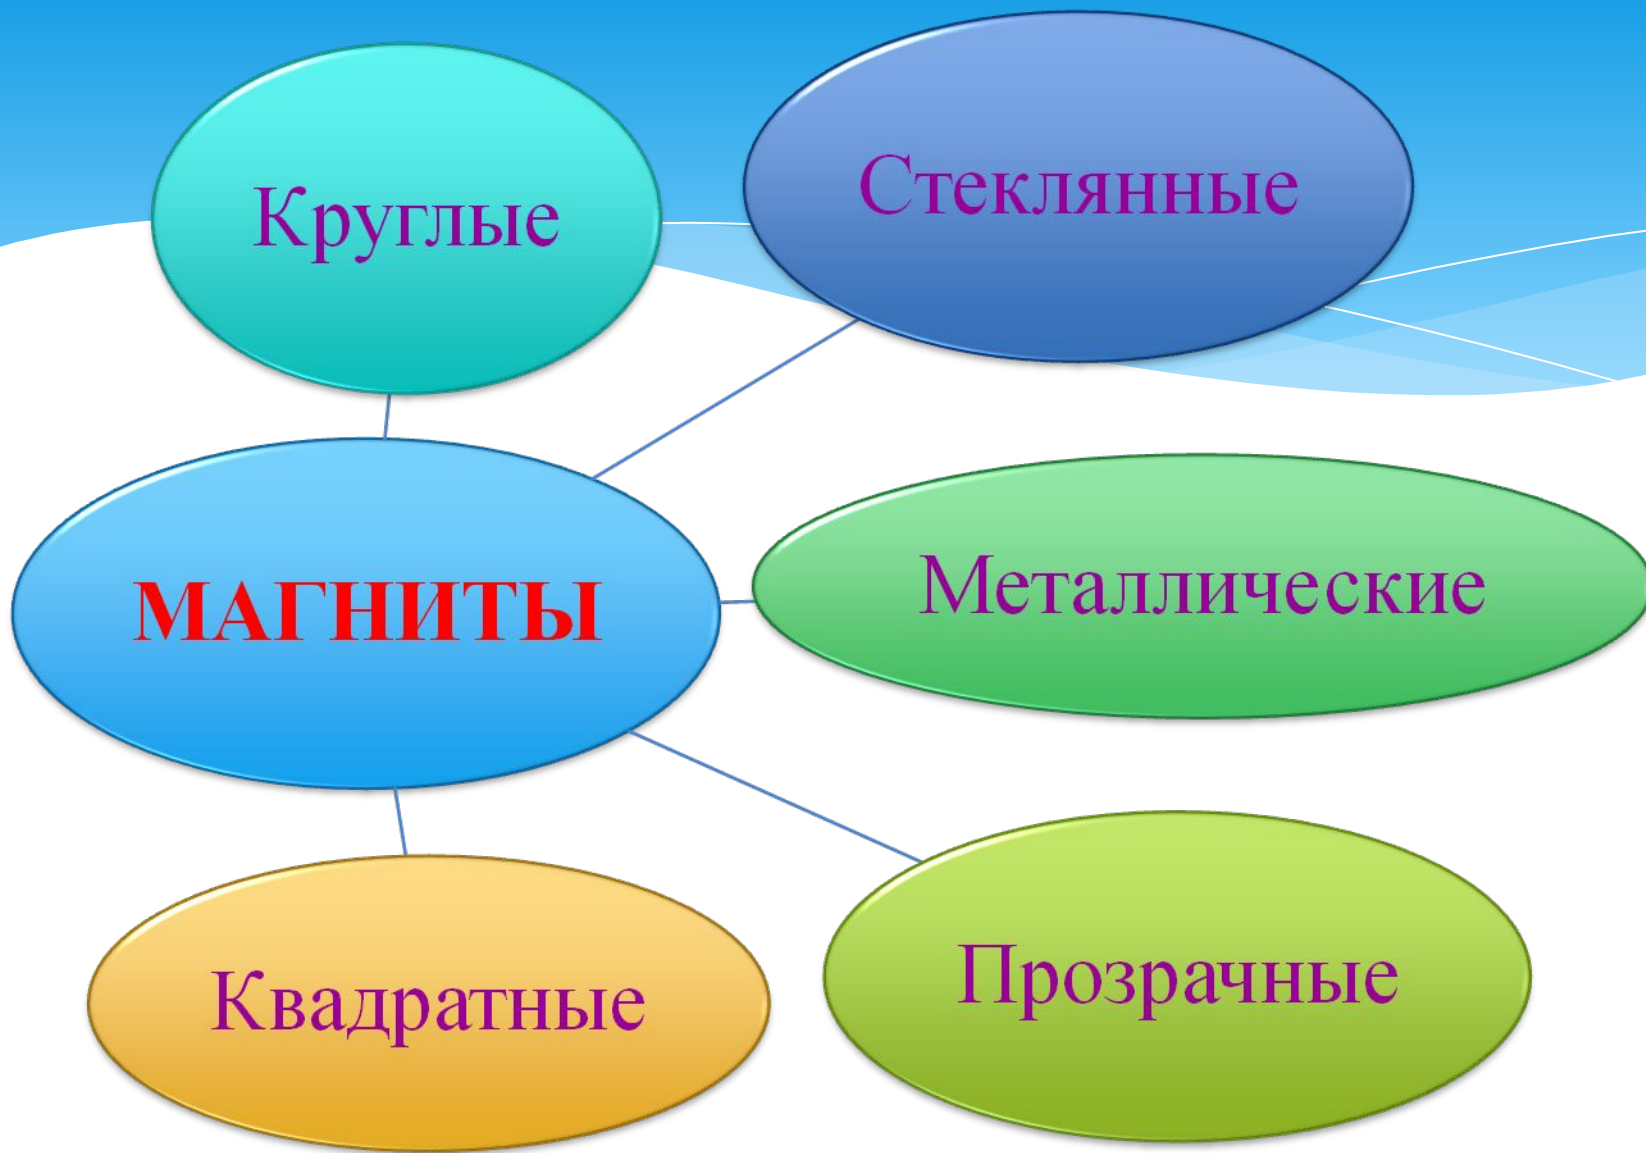 Круглые
Стеклянные
МАГНИТЫ
Металлические
Квадратные
Прозрачные